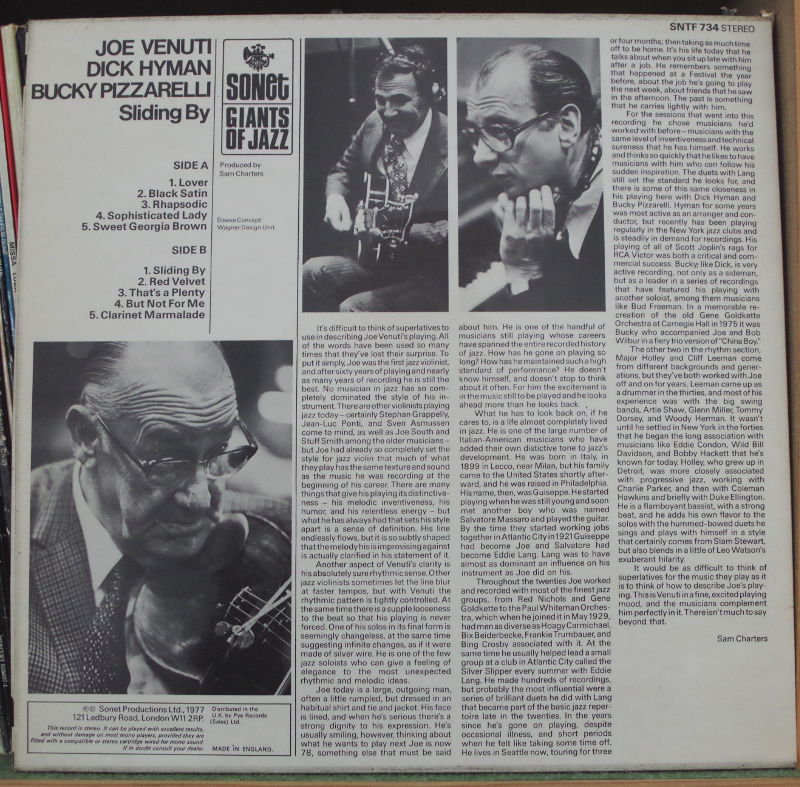 SNTF 734 STEREO
JOE VENUTI
DICK HYMAN
BUCKY PIZZARELLI
Sliding By
sonet
GIANTS
OF JAZZ
SIDE A
1. Lover
2. Black Satin
3. Rhapsodic
4. Sophisticated Lady
5. Sweet Georgia Brown
SIDE B
1. Sliding By
2. Red Velvet
3. That's a Plenty
4. But Not For Me
5. Clarinet Marmalade
Produced by
Sam Charters
Sleeve Concept:
Wagner Design Unit.
It's difficult to think of superlatives to
use in describing Joe Venuti's playing. All
of the words have been used so many
times that they've lost their surprise. To
put it simply, Joe was the first jazz violinist,
and after sixty years of playing and nearly
as many years of recording he is still the
best. No musician in jazz has so com-
pletely dominated the style of his in-
strument. There are other violinists playing
jazz today – certainly Stephan Grappelly,
Jean-Luc Ponti, and Sven Asmussen
come to mind, as well as Joe South and
Stuff Smith among the older musicians –
but Joe had already so completely set the
style for jazz violin that much of what
they play has the same texture and sound
as the music he was recording at the
beginning of his career. There are many
things that give his playing its distinctive-
ness – his melodic inventiveness, his
humor, and his relentless energy – but
what he has always had that sets his style
apart is a sense of definition. His line
endlessly flows, but it is so subtly shaped
that the melody his is improvising against
is actually clarified in his statement of it.
Another aspect of Venuti's clarity is
his absolutely sure rhythmic sense. Other
jazz violinists sometimes let the line blur
at faster tempos, but with Venuti the
rhythmic pattern is tightly controlled. At
the same time there is a supple looseness
to the beat so that his playing is never
forced. One of his solos in its final form is
seemingly changeless, at the same time
suggesting infinite changes, as if it were
made of silver wire. He is one of the few
jazz soloists who can give a feeling of
elegance to the most unexpected
rhythmic and melodic ideas.
Joe today is a large, outgoing man,
often a little rumpled, but dressed in an
habitual shirt and tie and jacket. His face
is lined, and when he's serious there's a
strong dignity to his expression. He's
usually smiling, however, thinking about
what he wants to play next Joe is now
78, something else that must be said
about him. He is one of the handful of
musicians still playing whose careers
have spanned the entire recorded history
of jazz. How has he gone on playing so
long? How has he maintained such a high
standard of performance? He doesn't
know himself, and doesn't stop to think
about it often. For him the excitement is
in the music still to be played and he looks
ahead more than he looks back.
What he has to look back on, if he
cares to, is a life almost completely lived
in jazz. He is one of the large number of
Italian-American musicians who have
added their own distictive tone to jazz's
development. He was born in Italy, in
1899 in Lecco, near Milan, but his family
came to the United States shortly after-
ward, and he was raised in Philadelphia.
His name, then, was Guiseppe. He started
playing when he was still young and soon
met another boy who was named
Salvatore Massaro and played the guitar.
By the time they started working jobs
together in Atlantic City in 1921 Guiseppe
had become Joe and Salvatore had
become Eddie Lang. Lang was to have
almost as dominant an influence on his
instrument as Joe did on his.
Throughout the twenties Joe worked
and recorded with most of the finest jazz
groups, from Red Nichols and Gene
Goldkette to the Paul Whiteman Orches-
tra, which when he joined it in May 1929,
had men as diverse as Hoagy Carmichael,
Bix Beiderbecke, Frankie Trumbauer, and
Bing Crosby associated with it. At the
same time he usually helped lead a small
group at a club in Atlantic City called the
Silver Slipper every summer with Eddie
Lang. He made hundreds of recordings,
but probably the most influential were a
series of brilliant duets he did with Lang
that became part of the basic jazz reper-
toire late in the twenties. In the years
since he's gone on playing, despite
occasional illness, and short periods
when he felt like taking some time off.
He lives in Seattle now, touring for three
or four months, then taking as much time
off to be home. It's his life today that he
talks about when you sit up late with him
after a job. He remembers something
that happened at a Festival the year
before, about the job he's going to play
the next week, about friends that he saw
in the afternoon. The past is something
that he carries lightly with him.
For the sessions that went into this
recording he chose musicians he'd
worked with before – musicians with the
same level of inventiveness and technical
sureness that he has himself. He works
and thinks so quickly that he likes to have
musicians with him who can follow his
sudden inspiration. The duets with Lang
still set the standard he looks for, and
there is some of this same closeness in
his playing here with Dick Hyman and
Bucky Pizzarelli. Hyman for some years
was most active as an arranger and con-
ductor, but recently has been playing
regularly in the New York jazz clubs and
is steadily in demand for recordings. His
playing of all of Scott Joplin's rags for
RCA Victor was both a critical and com-
mercial success. Bucky, like Dick, is very
active recording, not only as a sideman,
but as a leader in a series of recordings
that have featured his playing with
another soloist, among them musicians
like Bud Freeman. In a memorable re-
creation of the old Gene Goldkette
Orchestra at Carnegie Hall in 1975 it was
Bucky who accompanied Joe and Bob
Wilbur in a fiery trio version of "China Boy."
The other two in the rhythm section,
Major Holley and Cliff Leeman come
from different backgrounds and gener-
ations, but they've both worked with Joe
off and on for years. Leeman came up as
a drummer in the thirties, and most of his
experience was with the big swing
bands, Artie Shaw, Glenn Miller, Tommy
Dorsey, and Woody Herman. It wasn't
until he settled in New York in the forties
that he began the long association with
musicians like Eddie Condon, Wild Bill
Davidson, and Bobby Hackett that he's
known for today. Holley, who grew up in
Detroit, was more closely associated
with progressive jazz, working with
Charlie Parker, and then with Coleman
Hawkins and briefly with Duke Ellington.
He is a flamboyant bassist, with a strong
beat, and he adds his own flavor to the
solos with the hummed-bowed duets he
sings and plays with himself in a style
that certainly comes from Slam Stewart,
but also blends in a little of Leo Watson's
exuberant hilarity.
It would be as difficult to think of
superlatives for the music they play as it
is to think of how to describe Joe's play-
ing. This is Venuti in a fine, excited playing
mood, and the musicians complement
him perfectly in it. There isn't much to say
beyond that.
Sam Charters
℗© Sonet Productions Ltd., 1977
121 Ledbury Road, London W11 2RP.
Distributed in the
U.K. by Pye Records
(Sales) Ltd.
This record is stereo. It can be played with excellent results,
and without damage on most mono players, provided they are
fitted with a compatible or stereo cartridge wired for mono sound.
If in doubt consult your dealer.
MADE IN ENGLAND.